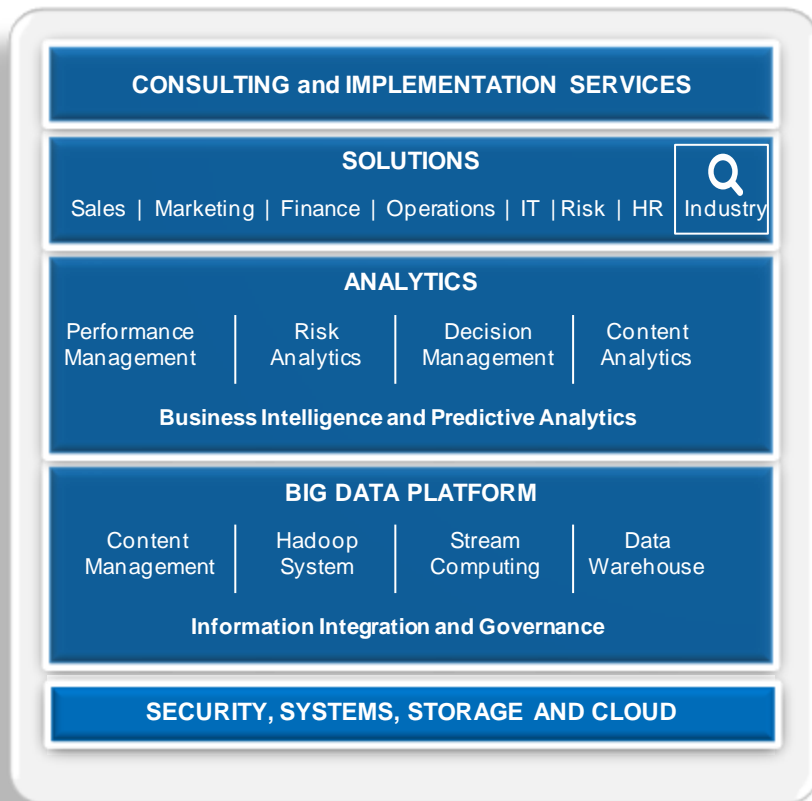 CONSULTING and IMPLEMENTATION SERVICES
SOLUTIONS
Sales | Marketing | Finance | Operations | IT | Risk | HR Industry
ANALYTICS
Performance Management
Risk Analytics
Decision Management
Content Analytics
Business Intelligence and Predictive Analytics
BIG DATA PLATFORM
Content Management
Hadoop System
Stream Computing
Data Warehouse
Information Integration and Governance
SECURITY, SYSTEMS, STORAGE AND CLOUD